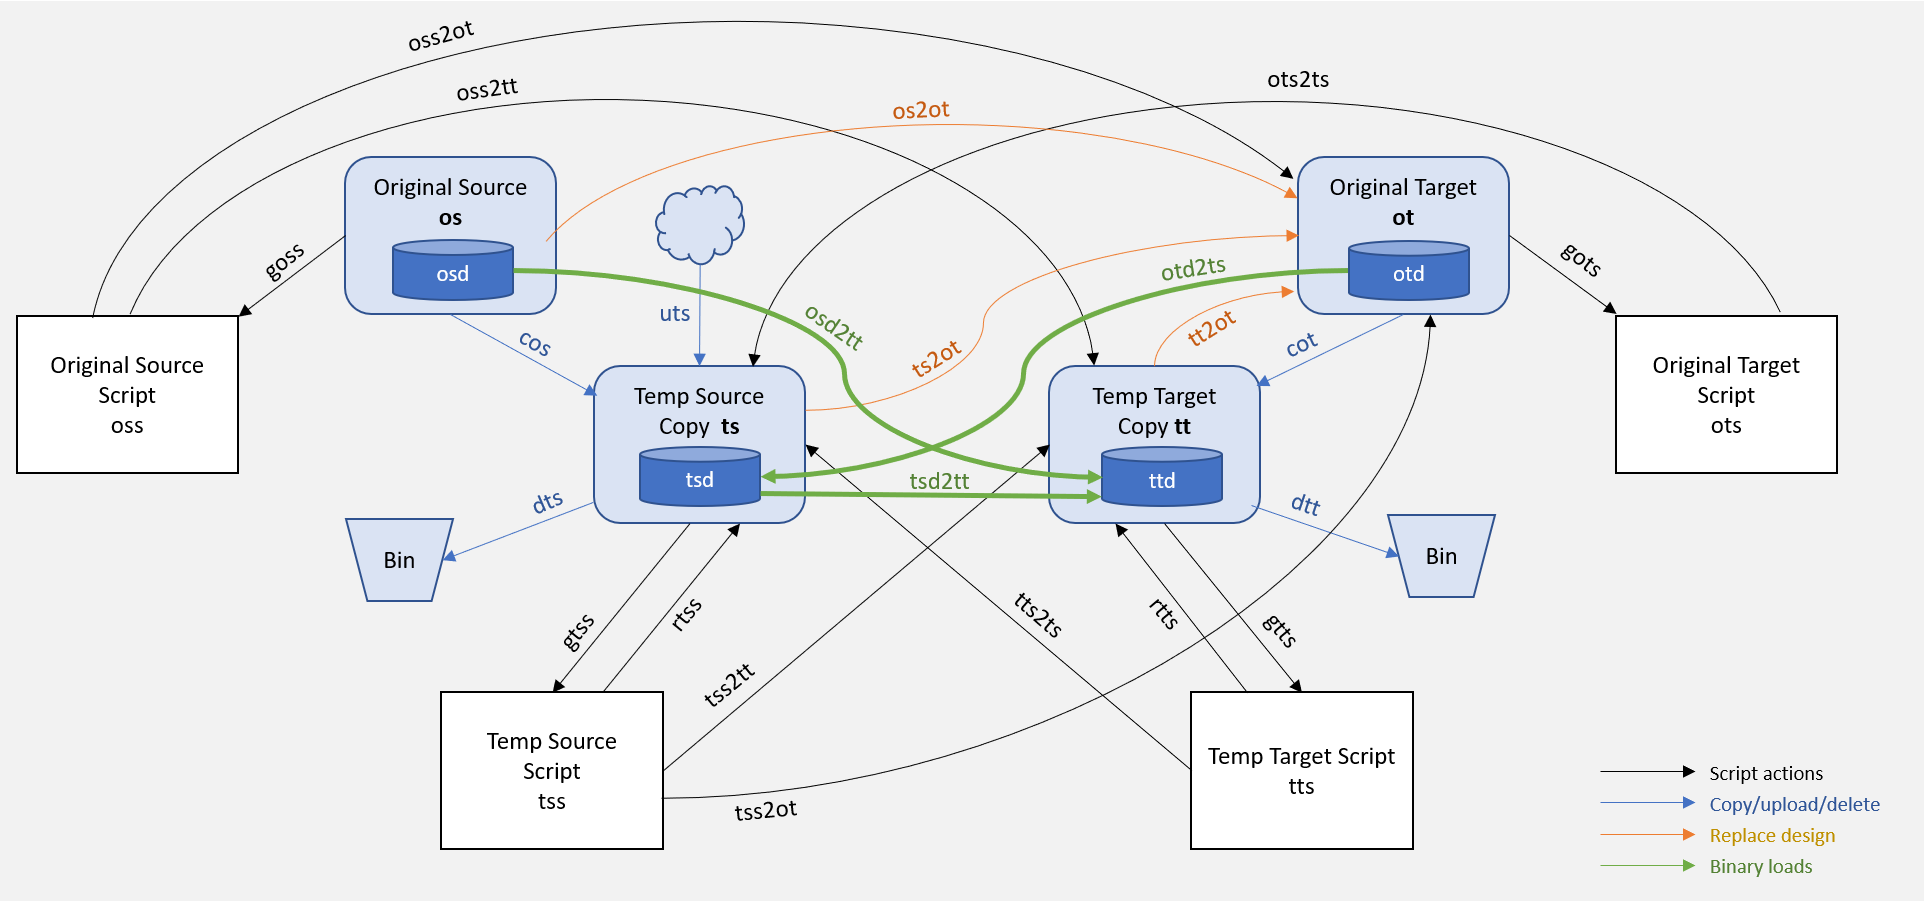 oss2ot
oss2tt
ots2ts
os2ot
Original Source
os
osd
Original Target
ot
otd
goss
gots
uts
otd2ts
osd2tt
tt2ot
ts2ot
cos
cot
Original Source
Script
oss
Original Target
Script
ots
Temp Source
Copy ts
tsd
Temp Target
Copy tt
ttd
tsd2tt
dts
dtt
Bin
Bin
gtss
rtss
tss2tt
tts2ts
rtts
gtts
Temp Source
Script
tss
Temp Target Script
tts
tss2ot
Script actions
Copy/upload/delete
Replace design
Binary loads